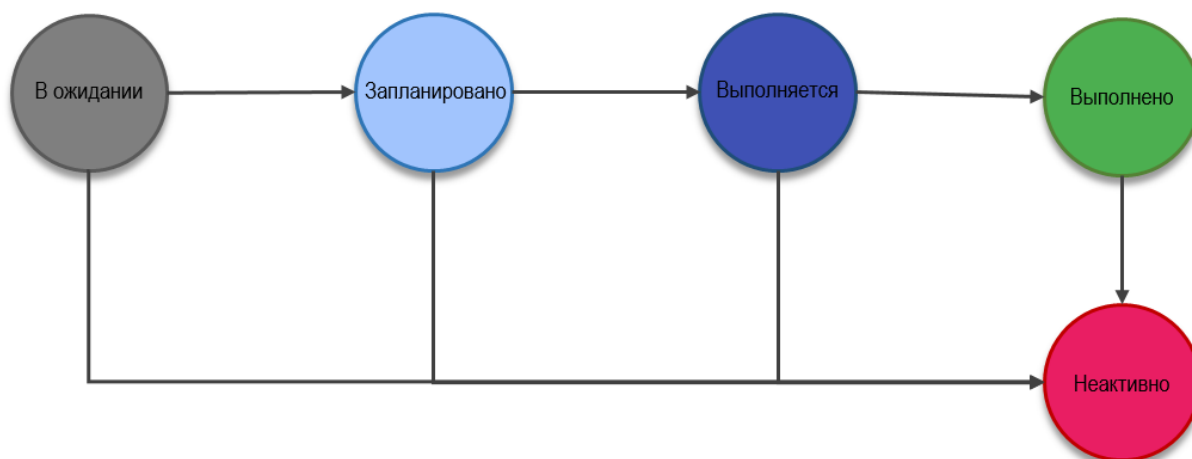 В ожидании
Запланировано
Выполняется
Выполнено
Неактивно